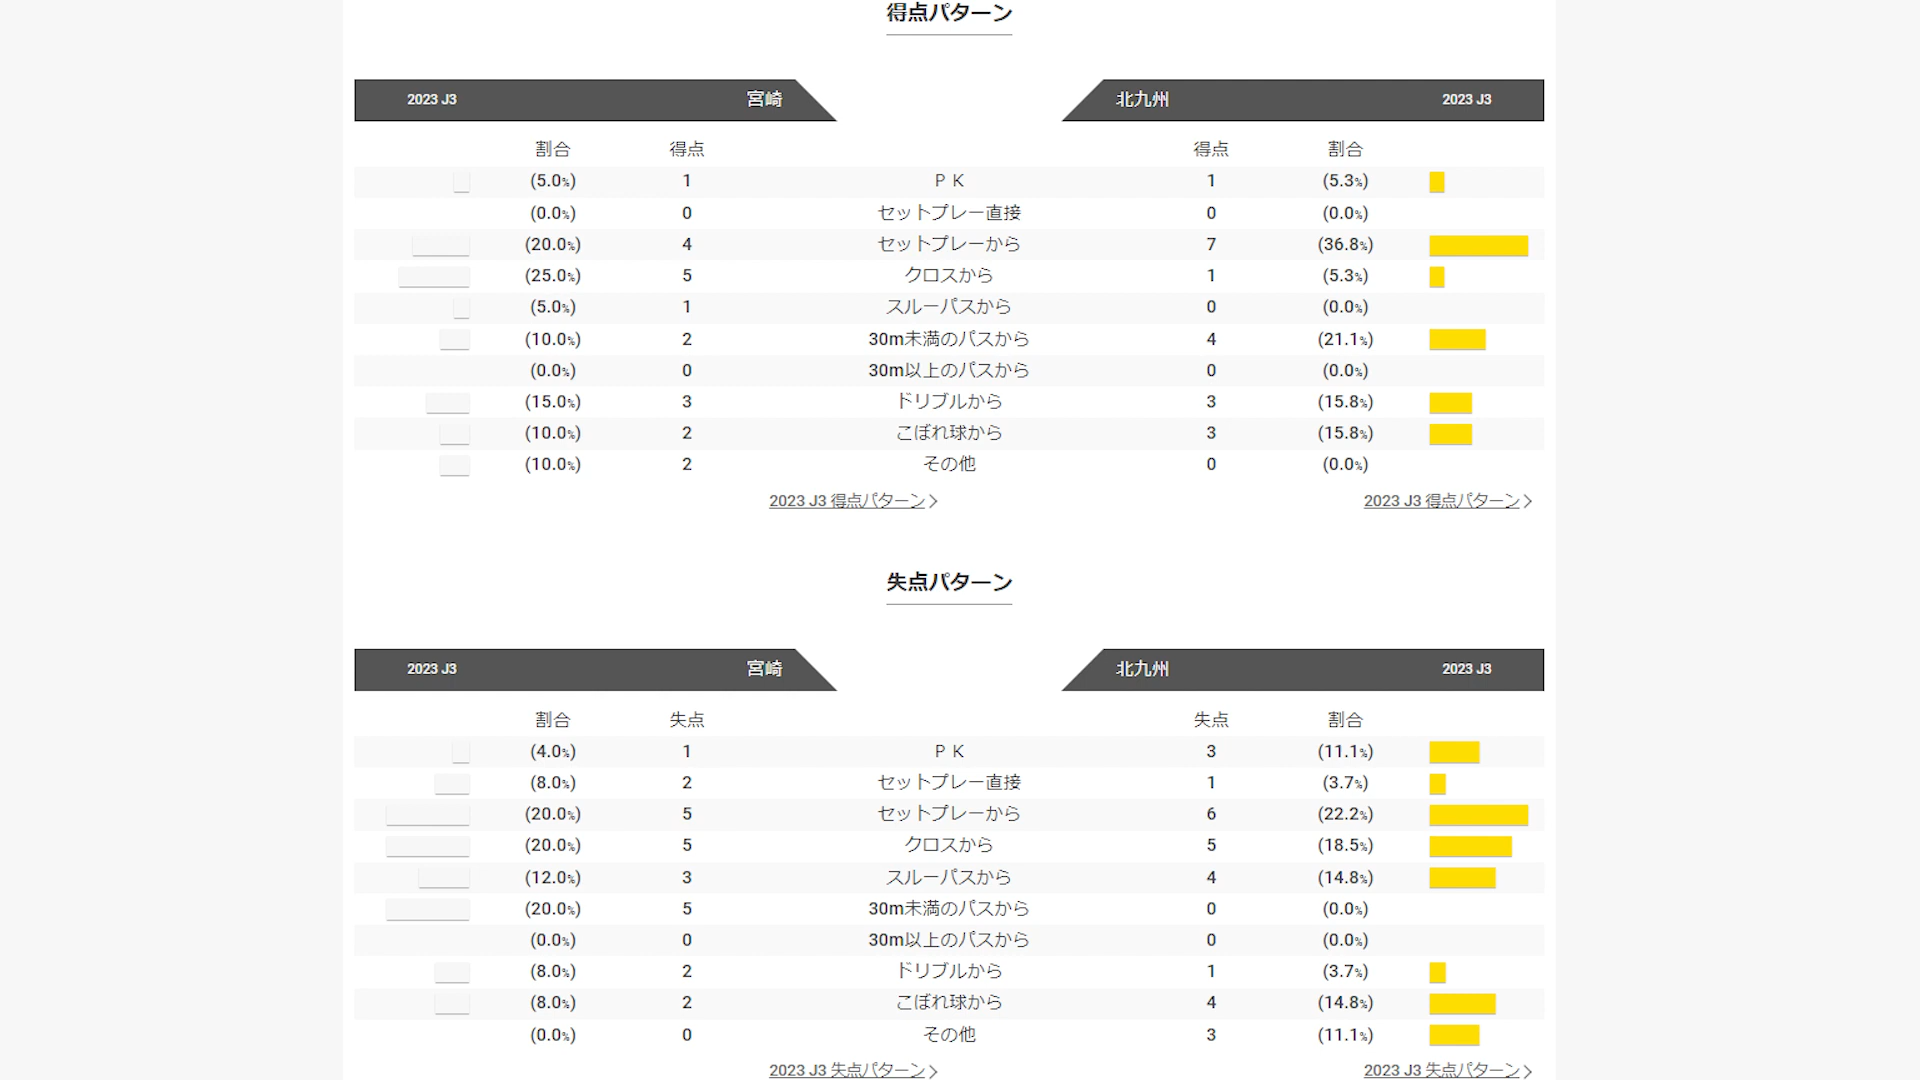 得点パターン
2023 J3 宮崎 北九州 2023 J3
割合 得点 得点 割合
(5.0%) 1 ＰＫ 1 (5.3%)
(0.0%) 0 セットプレー直接 0 (0.0%)
(20.0%) 4 セットプレーから 7 (36.8%)
(25.0%) 5 クロスから 1 (5.3%)
(5.0%) 1 スルーパスから 0 (0.0%)
(10.0%) 2 30m未満のパスから 4 (21.1%)
(0.0%) 0 30m以上のパスから 0 (0.0%)
(15.0%) 3 ドリブルから 3 (15.8%)
(10.0%) 2 こぼれ球から 3 (15.8%)
(10.0%) 2 その他 0 (0.0%)
2023 J3 得点パターン 2023 J3 得点パターン
失点パターン
2023 J3 宮崎 北九州 2023 J3
割合 失点 失点 割合
(4.0%) 1 ＰＫ 3 (11.1%)
(8.0%) 2 セットプレー直接 1 (3.7%)
(20.0%) 5 セットプレーから 6 (22.2%)
(20.0%) 5 クロスから 5 (18.5%)
(12.0%) 3 スルーパスから 4 (14.8%)
(20.0%) 5 30m未満のパスから 0 (0.0%)
(0.0%) 0 30m以上のパスから 0 (0.0%)
(8.0%) 2 ドリブルから 1 (3.7%)
(8.0%) 2 こぼれ球から 4 (14.8%)
(0.0%) 0 その他 3 (11.1%)
2023 J3 失点パターン 2023 J3 失点パターン